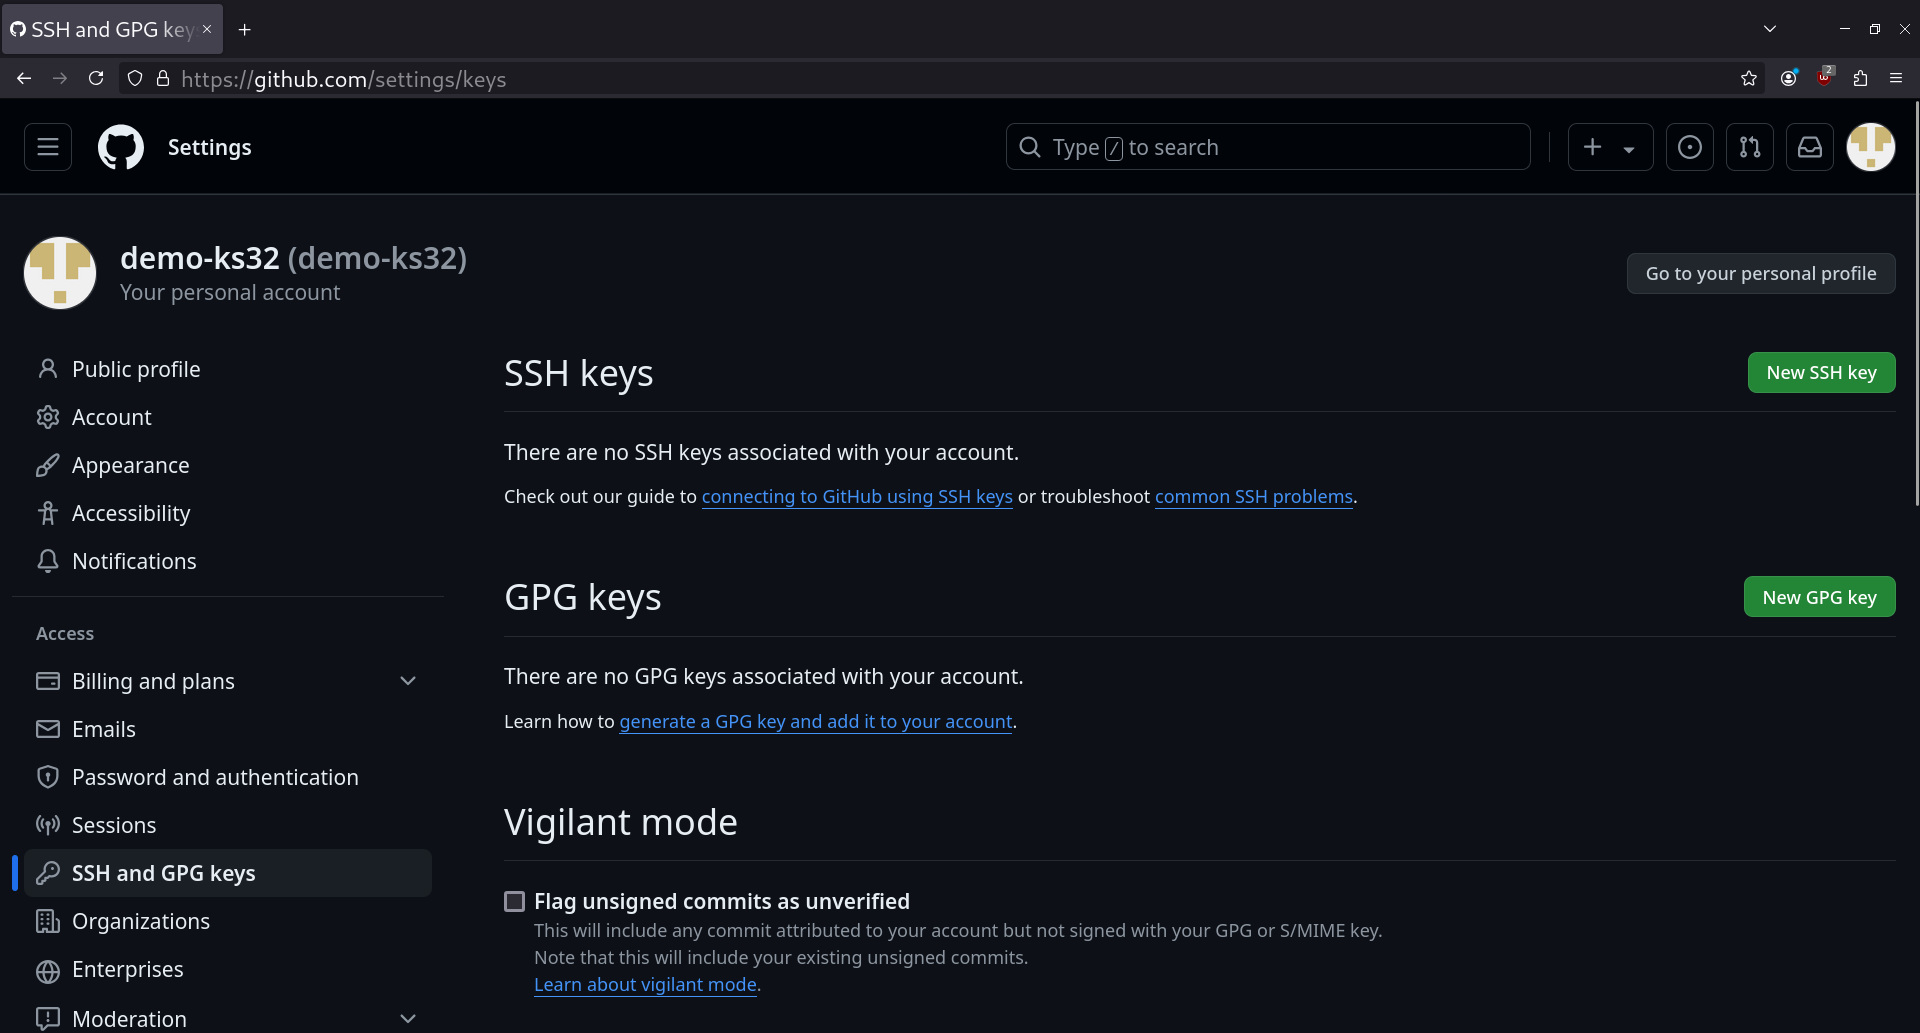 SSH and GPG key
https://github.com/settings/keys
2
Settings
Type / to search
demo-ks32 (demo-ks32)
Your personal account
Go to your personal profile
Public profile
Account
Appearance
Accessibility
Notifications
Access
Billing and plans
Emails
Password and authentication
Sessions
SSH and GPG keys
Organizations
Enterprises
Moderation
SSH keys
New SSH key
There are no SSH keys associated with your account.
Check out our guide to connecting to GitHub using SSH keys or troubleshoot common SSH problems.
GPG keys
New GPG key
There are no GPG keys associated with your account.
Learn how to generate a GPG key and add it to your account.
Vigilant mode
Flag unsigned commits as unverified
This will include any commit attributed to your account but not signed with your GPG or S/MIME key.
Note that this will include your existing unsigned commits.
Learn about vigilant mode.